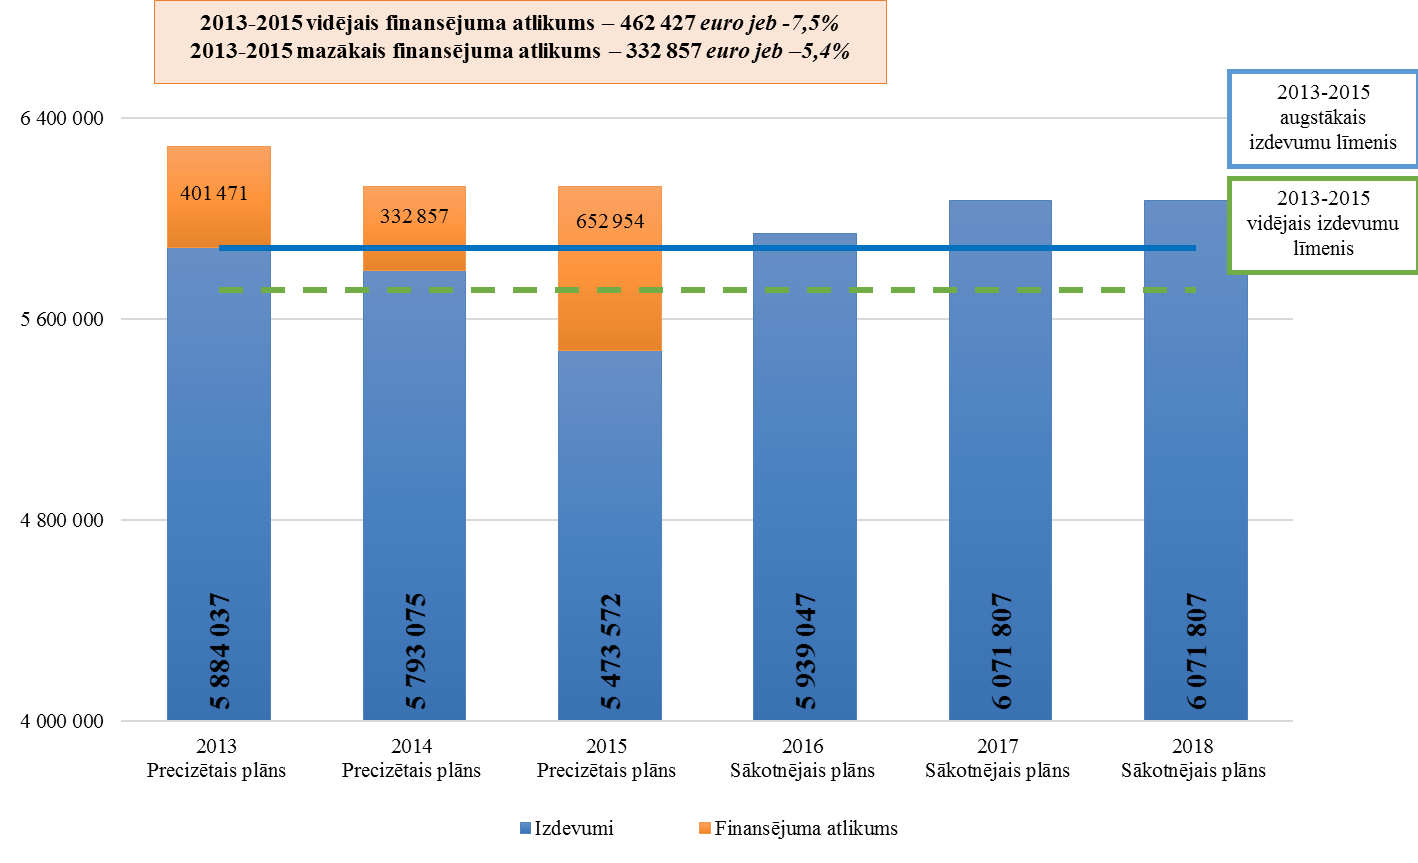 2013-2015 vidējais finansējuma atlikums – 462 427 euro jeb -7,5%
2013-2015 mazākais finansējuma atlikums – 332 857 euro jeb –5,4%
2013-2015
augstākais
izdevumu līmenis
2013-2015
vidējais izdevumu
līmenis
6 400 000
5 600 000
4 800 000
4 000 000
401 471
332 857
652 954
5 884 037
5 793 075
5 473 572
5 939 047
6 071 807
6 071 807
2013
Precizētais plāns
2014
Precizētais plāns
2015
Precizētais plāns
2016
Sākotnējais plāns
2017
Sākotnējais plāns
2018
Sākotnējais plāns
Izdevumi
Finansējuma atlikums